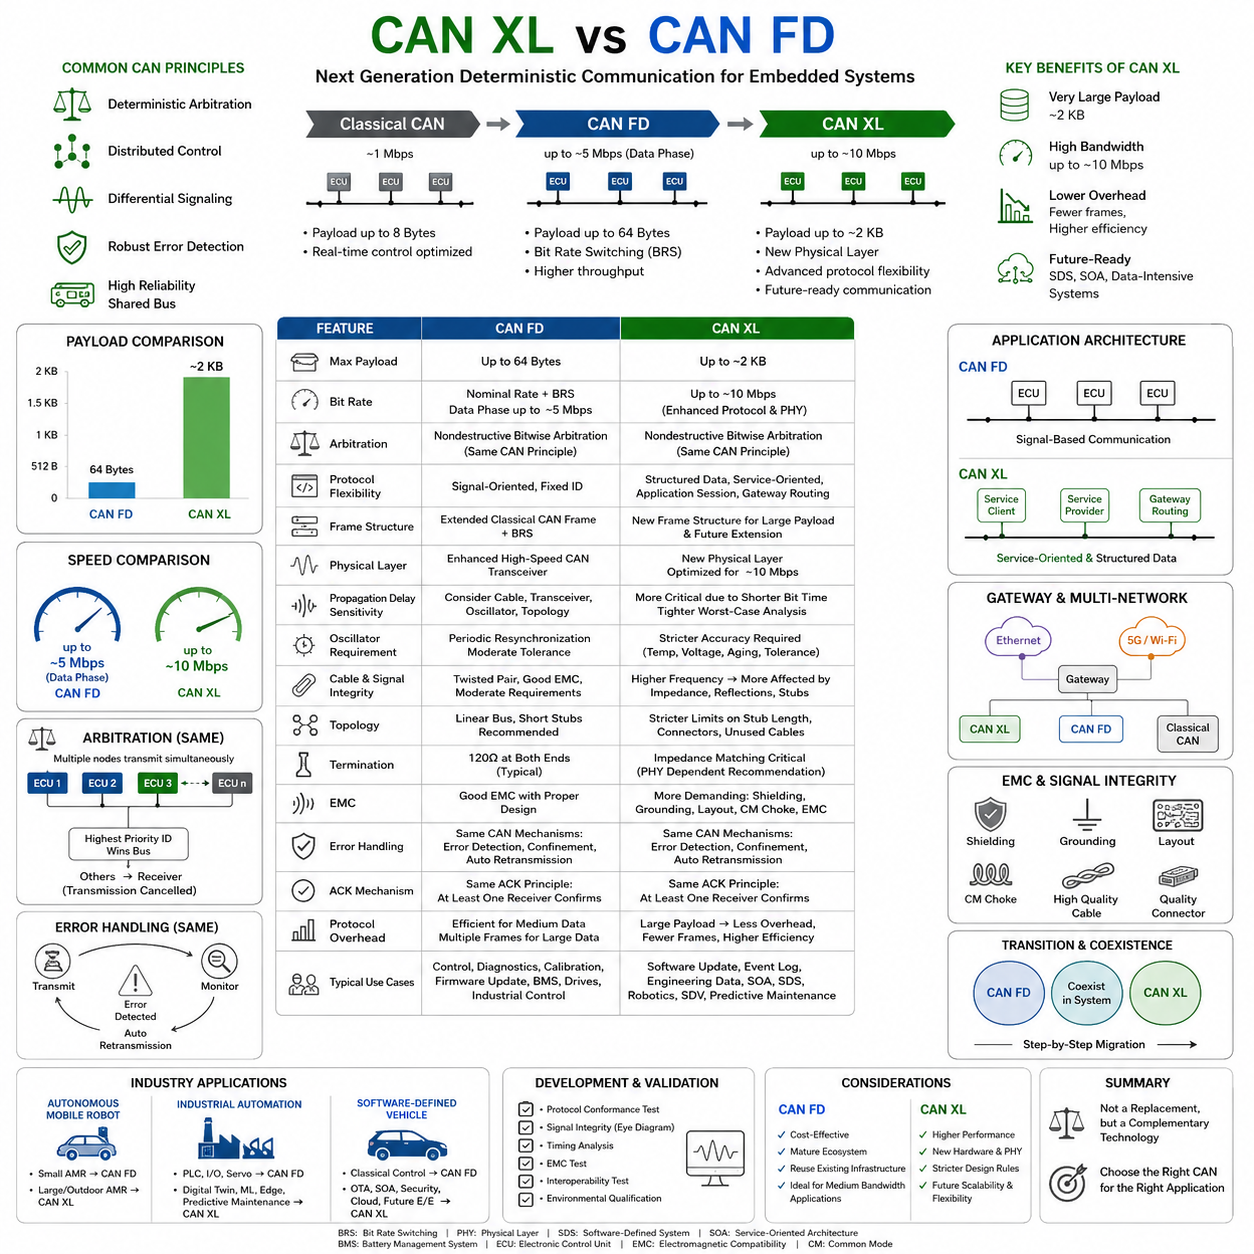 CAN XL vs CAN FD
Next Generation Deterministic Communication for Embedded Systems
COMMON CAN PRINCIPLES
Deterministic Arbitration
Distributed Control
Differential Signaling
Robust Error Detection
High Reliability
Shared Bus
Classical CAN
~1 Mbps
ECU
ECU
ECU
• Payload up to 8 Bytes
• Real-time control optimized
CAN FD
up to ~5 Mbps (Data Phase)
ECU
ECU
ECU
• Payload up to 64 Bytes
• Bit Rate Switching (BRS)
• Higher throughput
CAN XL
up to ~10 Mbps
ECU
ECU
ECU
• Payload up to ~2 KB
• New Physical Layer
• Advanced protocol flexibility
• Future-ready communication
KEY BENEFITS OF CAN XL
Very Large Payload
~2 KB
High Bandwidth
up to ~10 Mbps
Lower Overhead
Fewer frames,
Higher efficiency
Future-Ready
SDS, SOA, Data-Intensive
Systems
PAYLOAD COMPARISON
2 KB
1.5 KB
1 KB
512 B
0
64 Bytes
~2 KB
CAN FD
CAN XL
SPEED COMPARISON
up to
~5 Mbps
(Data Phase)
CAN FD
up to
~10 Mbps
CAN XL
ARBITRATION (SAME)
Multiple nodes transmit simultaneously
ECU 1
ECU 2
ECU 3
ECU n
Highest Priority ID
Wins Bus
Others → Receiver
(Transmission Cancelled)
ERROR HANDLING (SAME)
Transmit
Monitor
Error
Detected
Auto
Retransmission
FEATURE
CAN FD
CAN XL
Max Payload
Up to 64 Bytes
Up to ~2 KB
Bit Rate
Nominal Rate + BRS
Data Phase up to ~5 Mbps
Up to ~10 Mbps
(Enhanced Protocol & PHY)
Arbitration
Nondestructive Bitwise Arbitration
(Same CAN Principle)
Nondestructive Bitwise Arbitration
(Same CAN Principle)
Protocol
Flexibility
Signal-Oriented, Fixed ID
Structured Data, Service-Oriented,
Application Session, Gateway Routing
Frame Structure
Extended Classical CAN Frame
+ BRS
New Frame Structure for Large Payload
& Future Extension
Physical Layer
Enhanced High-Speed CAN
Transceiver
New Physical Layer
Optimized for ~10 Mbps
Propagation Delay
Sensitivity
Consider Cable, Transceiver,
Oscillator, Topology
More Critical due to Shorter Bit Time
Tighter Worst-Case Analysis
Oscillator
Requirement
Periodic Resynchronization
Moderate Tolerance
Stricter Accuracy Required
(Temp, Voltage, Aging, Tolerance)
Cable & Signal
Integrity
Twisted Pair, Good EMC,
Moderate Requirements
Higher Frequency → More Affected by
Impedance, Reflections, Stubs
Topology
Linear Bus, Short Stubs
Recommended
Stricter Limits on Stub Length,
Connectors, Unused Cables
Termination
120Ω at Both Ends
(Typical)
Impedance Matching Critical
(PHY Dependent Recommendation)
EMC
Good EMC with Proper
Design
More Demanding: Shielding,
Grounding, Layout, CM Choke, EMC
Error Handling
Same CAN Mechanisms:
Error Detection, Confinement,
Auto Retransmission
Same CAN Mechanisms:
Error Detection, Confinement,
Auto Retransmission
ACK Mechanism
Same ACK Principle:
At Least One Receiver Confirms
Same ACK Principle:
At Least One Receiver Confirms
Protocol
Overhead
Efficient for Medium Data
Multiple Frames for Large Data
Large Payload → Less Overhead,
Fewer Frames, Higher Efficiency
Typical Use Cases
Control, Diagnostics, Calibration,
Firmware Update, BMS, Drives,
Industrial Control
Software Update, Event Log,
Engineering Data, SOA, SDS,
Robotics, SDV, Predictive Maintenance
APPLICATION ARCHITECTURE
CAN FD
ECU
ECU
ECU
Signal-Based Communication
CAN XL
Service
Client
Service
Provider
Gateway
Routing
Service-Oriented & Structured Data
GATEWAY & MULTI-NETWORK
Ethernet
5G / Wi-Fi
Gateway
CAN XL
CAN FD
Classical
CAN
EMC & SIGNAL INTEGRITY
Shielding
Grounding
Layout
CM Choke
High Quality
Cable
Quality
Connector
TRANSITION & COEXISTENCE
CAN FD
Coexist
in System
CAN XL
Step-by-Step Migration
INDUSTRY APPLICATIONS
AUTONOMOUS
MOBILE ROBOT
• Small AMR → CAN FD
• Large/Outdoor AMR →
CAN XL
INDUSTRIAL AUTOMATION
• PLC, I/O, Servo → CAN FD
• Digital Twin, ML, Edge,
Predictive Maintenance →
CAN XL
SOFTWARE-DEFINED
VEHICLE
• Classical Control → CAN FD
• OTA, SOA, Security,
Cloud, Future E/E →
CAN XL
DEVELOPMENT & VALIDATION
• Protocol Conformance Test
• Signal Integrity (Eye Diagram)
• Timing Analysis
• EMC Test
• Interoperability Test
• Environmental Qualification
CONSIDERATIONS
CAN FD
✓ Cost-Effective
✓ Mature Ecosystem
✓ Reuse Existing Infrastructure
✓ Ideal for Medium Bandwidth
Applications
CAN XL
✓ Higher Performance
✓ New Hardware & PHY
✓ Stricter Design Rules
✓ Future Scalability &
Flexibility
SUMMARY
Not a Replacement,
but a Complementary
Technology
Choose the Right CAN
for the Right Application
BRS: Bit Rate Switching | PHY: Physical Layer | SDS: Software-Defined System | SOA: Service-Oriented Architecture
BMS: Battery Management System | ECU: Electronic Control Unit | EMC: Electromagnetic Compatibility | CM: Common Mode